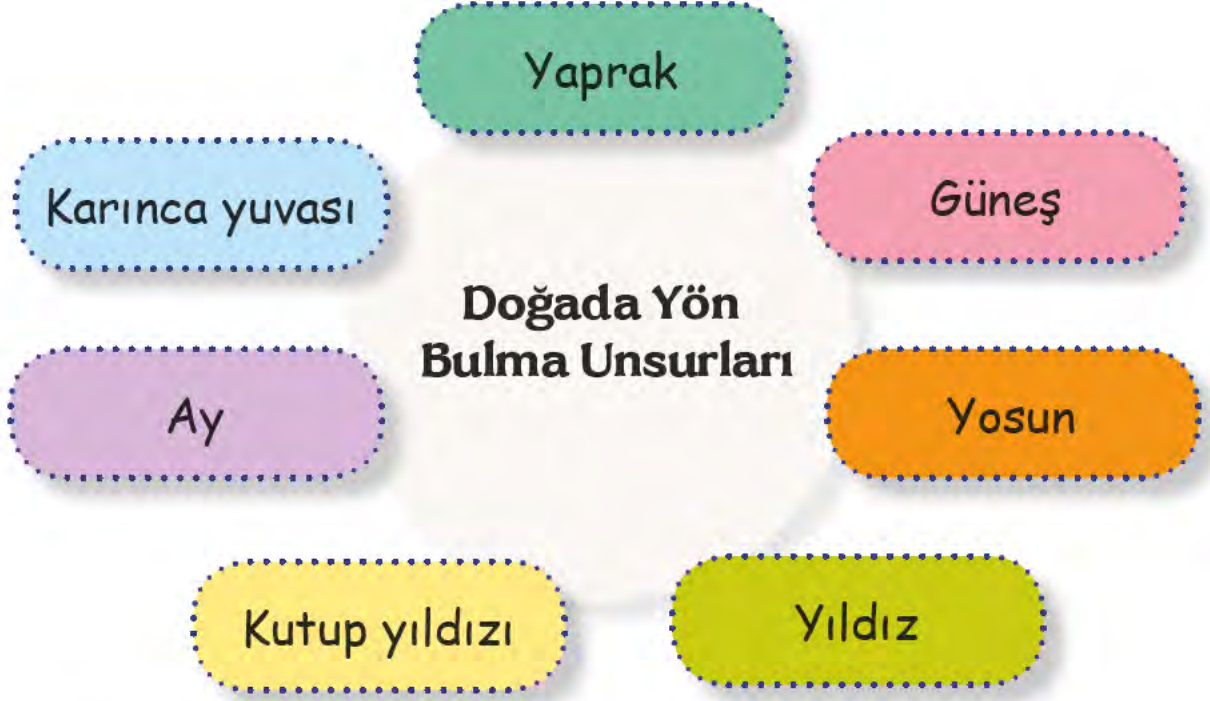 Yaprak
Karınca yuvası
Güneş
Doğada Yön
Bulma Unsurları
Ay
Yosun
Kutup yıldızı
Yıldız